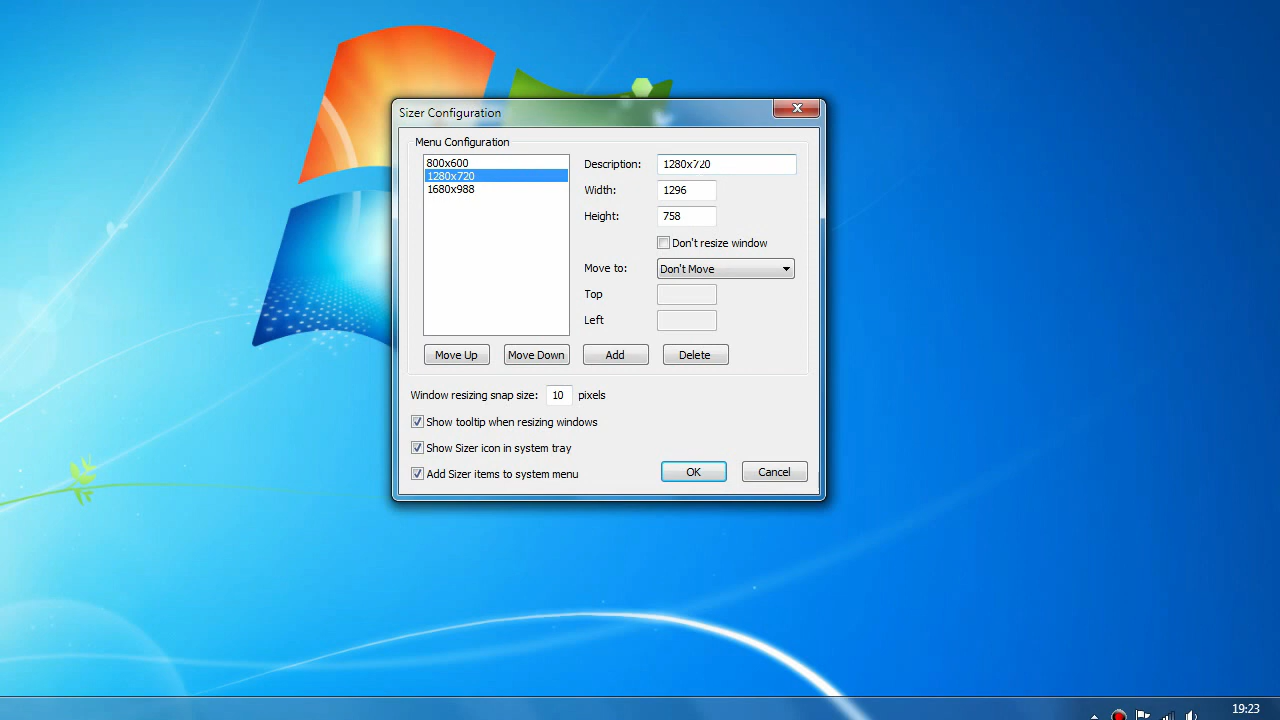 Sizer Configuration
Menu Configuration
800x600
1280x720
1680x988
Description: 1280x720
Width: 1296
Height: 758
Don't resize window
Move to: Don't Move
Top
Left
Move Up Move Down Add Delete
Window resizing snap size: 10 pixels
Show tooltip when resizing windows
Show Sizer icon in system tray
Add Sizer items to system menu
OK Cancel
19:23